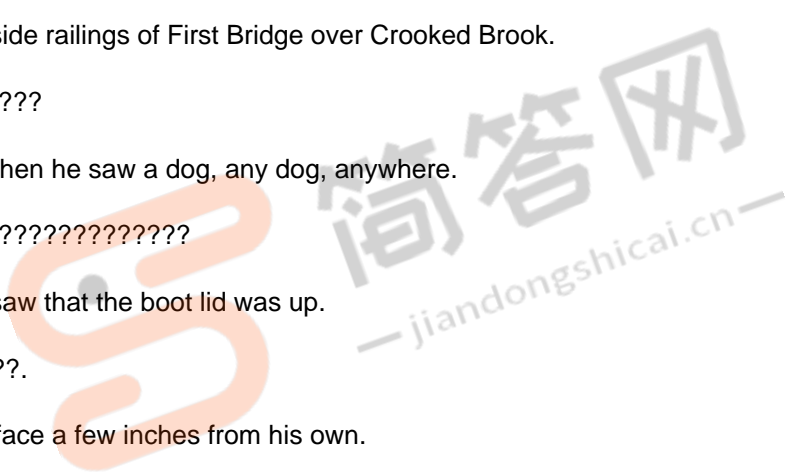 side railings of First Bridge over Crooked Brook.
????
then he saw a dog, any dog, anywhere.
?????????????
saw that the boot lid was up.
??.
face a few inches from his own.
简答网
jiandongshicai.cn